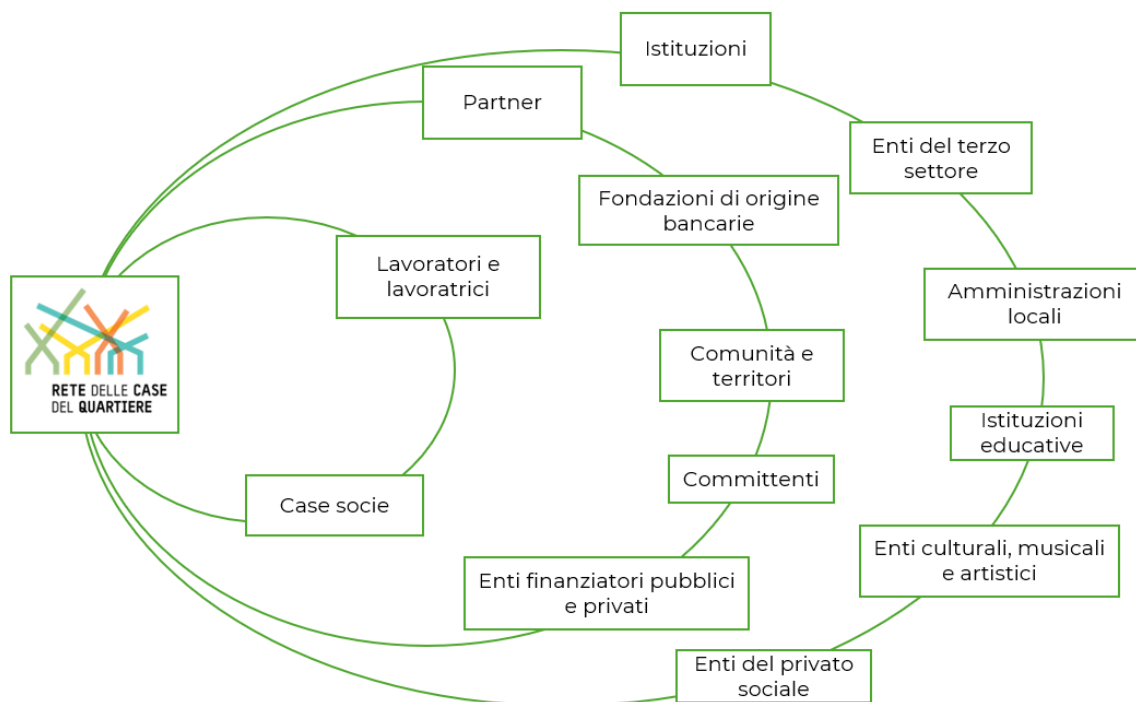 Istituzioni
Partner
Enti del terzo
settore
Fondazioni di origine
bancarie
Lavoratori e
lavoratrici
Amministrazioni
locali
RETE DELLE CASE
DEL QUARTIERE
Comunità e
territori
Istituzioni
educative
Case socie
Committenti
Enti culturali, musicali
e artistici
Enti finanziatori pubblici
e privati
Enti del privato
sociale